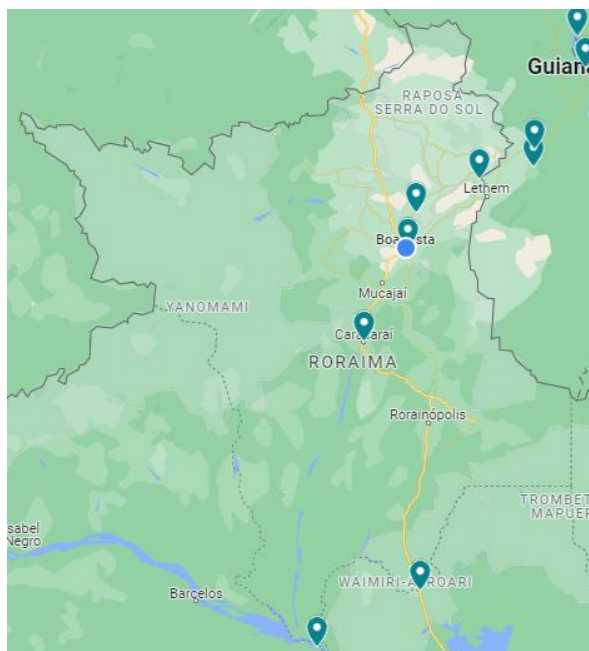 Guiana
RAPOSA
SERRA DO SOL
Lethem
Boa Vista
Mucajaí
YANOMAMI
Caracaraí
RORAIMA
Rorainópolis
TROMBET
MAPUER
sabel
Negro
WAIMIRI-ATROARI
Barcelos